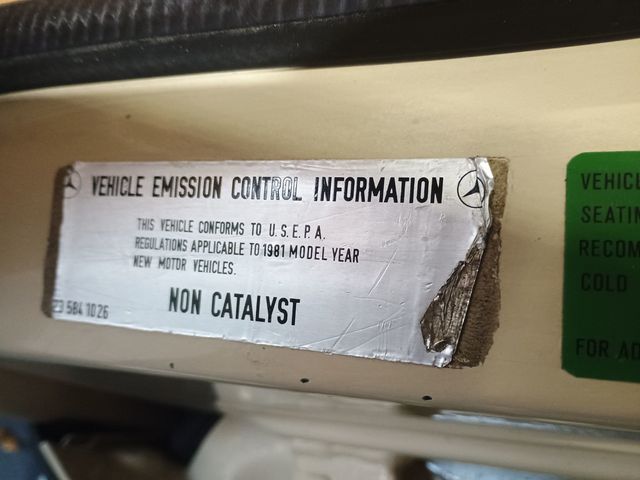 VEHICLE EMISSION CONTROL INFORMATION
THIS VEHICLE CONFORMS TO U.S.E.P.A.
REGULATIONS APPLICABLE TO 1981 MODEL YEAR
NEW MOTOR VEHICLES.
NON CATALYST
584 10 26
VEHICL
SEATIN
RECOM
COLD
FOR AD